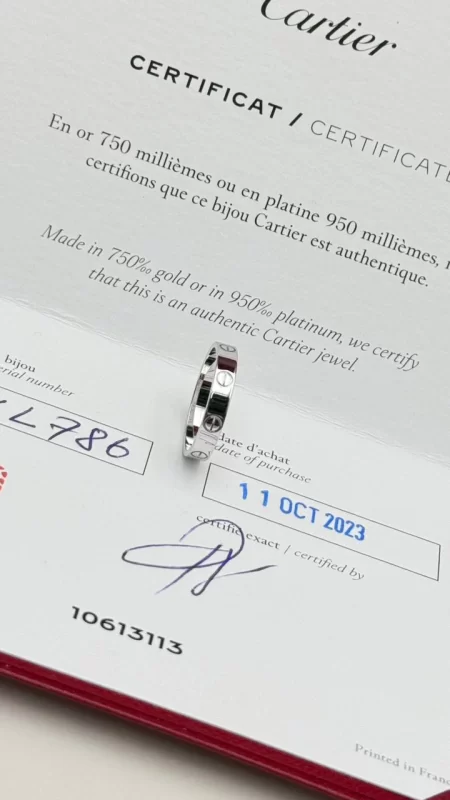 Cartier
CERTIFICAT / CERTIFICATE
En or 750 millièmes ou en platine 950 millièmes,
certifions que ce bijou Cartier est authentique.
Made in 750‰ gold or in 950‰ platinum, we certify
that this is an authentic Cartier jewel.
bijou
serial number
L786
date d'achat
date of purchase
11 OCT 2023
certifié exact / certified by
10613113
Printed in France